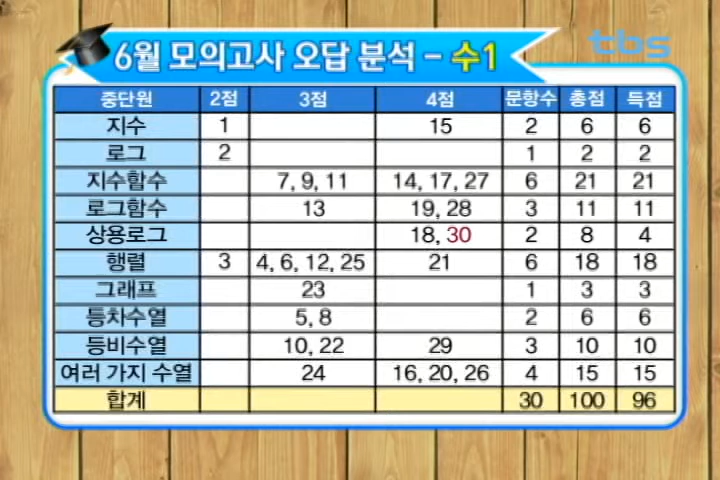 6월 모의고사 오답 분석 - 수1
tbs
중단원 2점 3점 4점 문항수 총점 득점
지수 1 15 2 6 6
로그 2 1 2 2
지수함수 7, 9, 11 14, 17, 27 6 21 21
로그함수 13 19, 28 3 11 11
상용로그 18, 30 2 8 4
행렬 3 4, 6, 12, 25 21 6 18 18
그래프 23 1 3 3
등차수열 5, 8 2 6 6
등비수열 10, 22 29 3 10 10
여러 가지 수열 24 16, 20, 26 4 15 15
합계 30 100 96